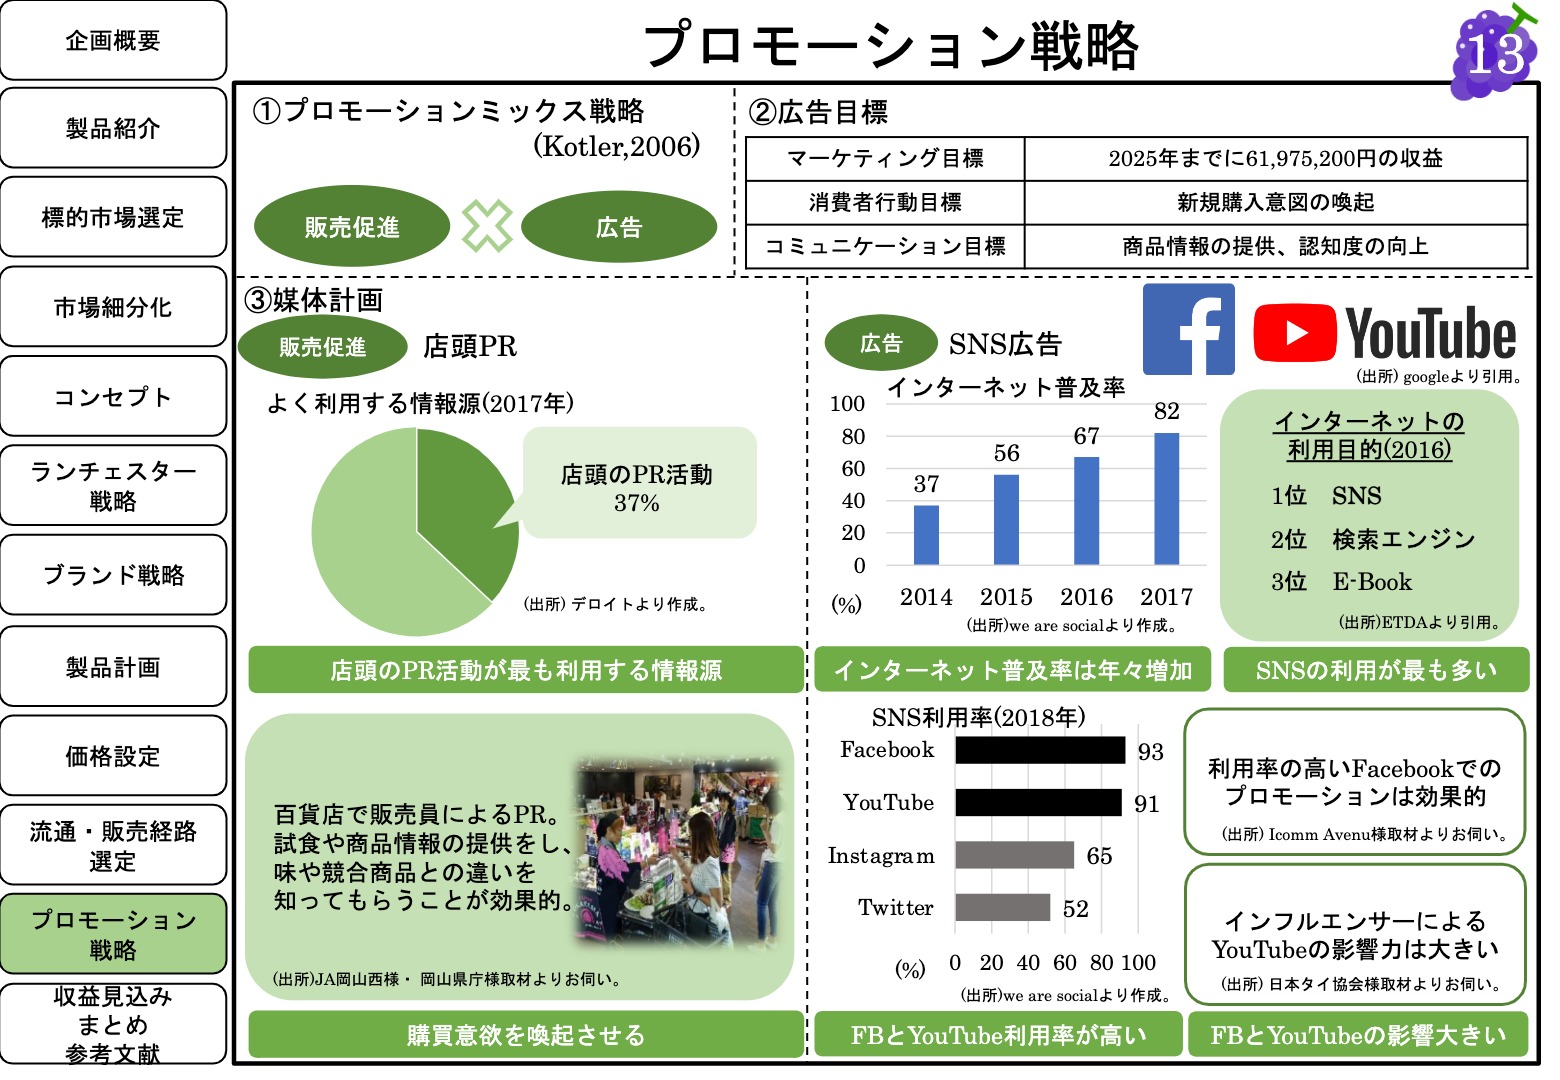 プロモーション戦略
13
企画概要
製品紹介
標的市場選定
市場細分化
コンセプト
ランチェスター
戦略
ブランド戦略
製品計画
価格設定
流通・販売経路
選定
プロモーション
戦略
収益見込み
まとめ
参考文献
①プロモーションミックス戦略
(Kotler,2006)
販売促進
広告
②広告目標
マーケティング目標 2025年までに61,975,200円の収益
消費者行動目標 新規購入意図の喚起
コミュニケーション目標 商品情報の提供、認知度の向上
③媒体計画
販売促進 店頭PR
よく利用する情報源(2017年)
店頭のPR活動
37%
(出所) デロイトより作成。
店頭のPR活動が最も利用する情報源
百貨店で販売員によるPR。
試食や商品情報の提供をし、
味や競合商品との違いを
知ってもらうことが効果的。
(出所)JA岡山西様・ 岡山県庁様取材よりお伺い。
購買意欲を喚起させる
広告 SNS広告
f
YouTube
(出所) googleより引用。
インターネット普及率
100
80
60
40
20
0
37
56
67
82
(%)
2014 2015 2016 2017
(出所)we are socialより作成。
インターネット普及率は年々増加
インターネットの
利用目的(2016)
1位 SNS
2位 検索エンジン
3位 E-Book
(出所)ETDAより引用。
SNSの利用が最も多い
SNS利用率(2018年)
Facebook 93
YouTube 91
Instagram 65
Twitter 52
(%) 0 20 40 60 80 100
(出所)we are socialより作成。
FBとYouTube利用率が高い
利用率の高いFacebookでの
プロモーションは効果的
(出所) Icomm Avenu様取材よりお伺い。
インフルエンサーによる
YouTubeの影響力は大きい
(出所) 日本タイ協会様取材よりお伺い。
FBとYouTubeの影響大きい